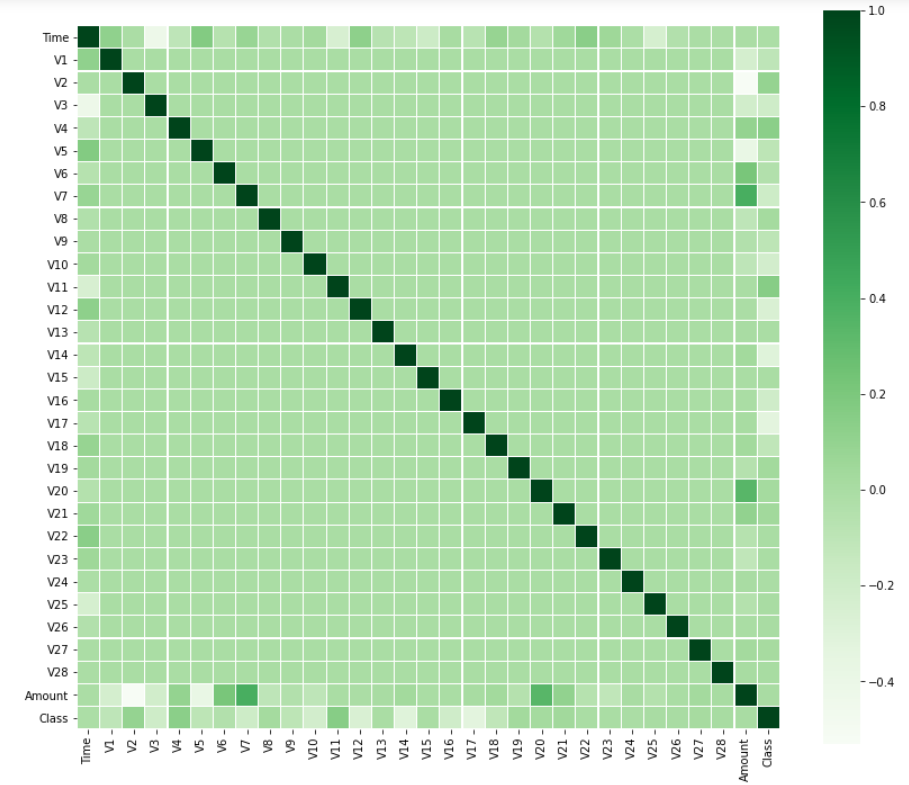 Time
V1
V2
V3
V4
V5
V6
V7
V8
V9
V10
V11
V12
V13
V14
V15
V16
V17
V18
V19
V20
V21
V22
V23
V24
V25
V26
V27
V28
Amount
Class
Time
V1
V2
V3
V4
V5
V6
V7
V8
V9
V10
V11
V12
V13
V14
V15
V16
V17
V18
V19
V20
V21
V22
V23
V24
V25
V26
V27
V28
Amount
Class
1.0
0.8
0.6
0.4
0.2
0.0
−0.2
−0.4